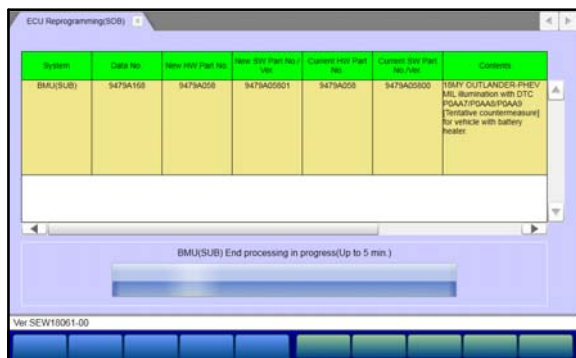 ECU Reprogramming(SDB)
System
Data No.
New HW Part No.
New SW Part No./
Ver.
Current HW Part
No.
Current SW Part
No./Ver.
Contents
BMU(SUB)
9479A168
9479A058
9479A05801
9479A058
9479A05800
18MY OUTLANDER-PHEV
MIL illumination with DTC
P0AA7/P0AA8/P0AA9
[Tentative countermeasure]
for vehicle with battery
heater.
BMU(SUB) End processing in progress(Up to 5 min.)
Ver.SEW18061-00